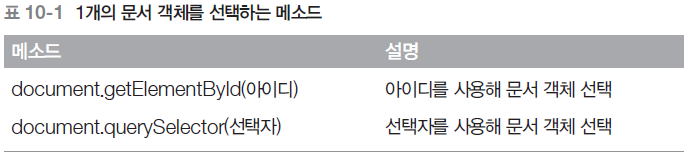 표 10-1 1개의 문서 객체를 선택하는 메소드
메소드 설명
document.getElementById(아이디) 아이디를 사용해 문서 객체 선택
document.querySelector(선택자) 선택자를 사용해 문서 객체 선택